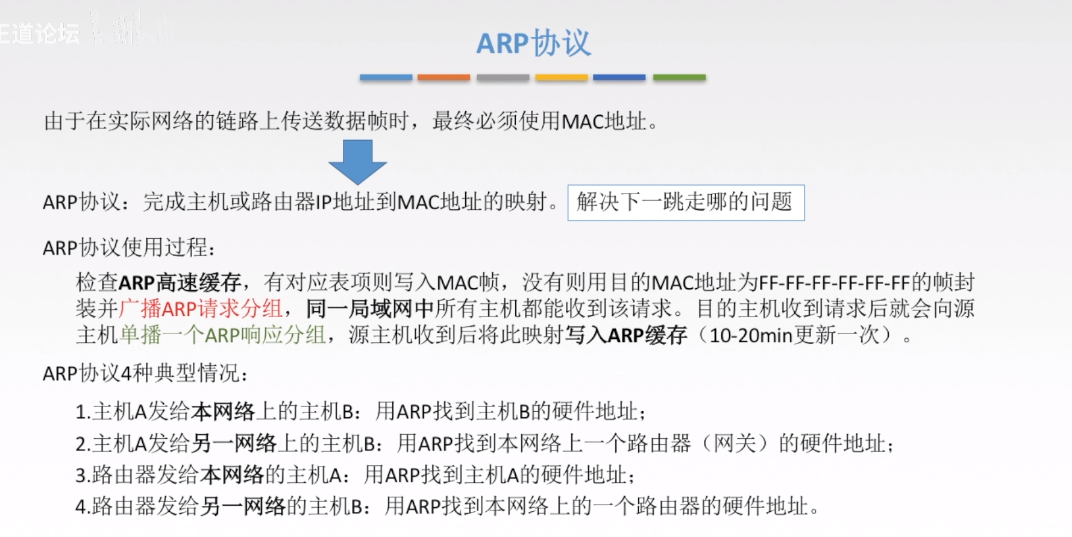 王道论坛
ARP协议
由于在实际网络的链路上传送数据帧时，最终必须使用MAC地址。
ARP协议：完成主机或路由器IP地址到MAC地址的映射。 解决下一跳走哪的问题
ARP协议使用过程：
检查ARP高速缓存，有对应表项则写入MAC帧，没有则用目的MAC地址为FF-FF-FF-FF-FF-FF的帧封
装并广播ARP请求分组，同一局域网中所有主机都能收到该请求。目的主机收到请求后就会向源
主机单播一个ARP响应分组，源主机收到后将此映射写入ARP缓存（10-20min更新一次）。
ARP协议4种典型情况：
1.主机A发给本网络上的主机B：用ARP找到主机B的硬件地址；
2.主机A发给另一网络上的主机B：用ARP找到本网络上一个路由器（网关）的硬件地址；
3.路由器发给本网络的主机A：用ARP找到主机A的硬件地址；
4.路由器发给另一网络的主机B：用ARP找到本网络上的一个路由器的硬件地址。